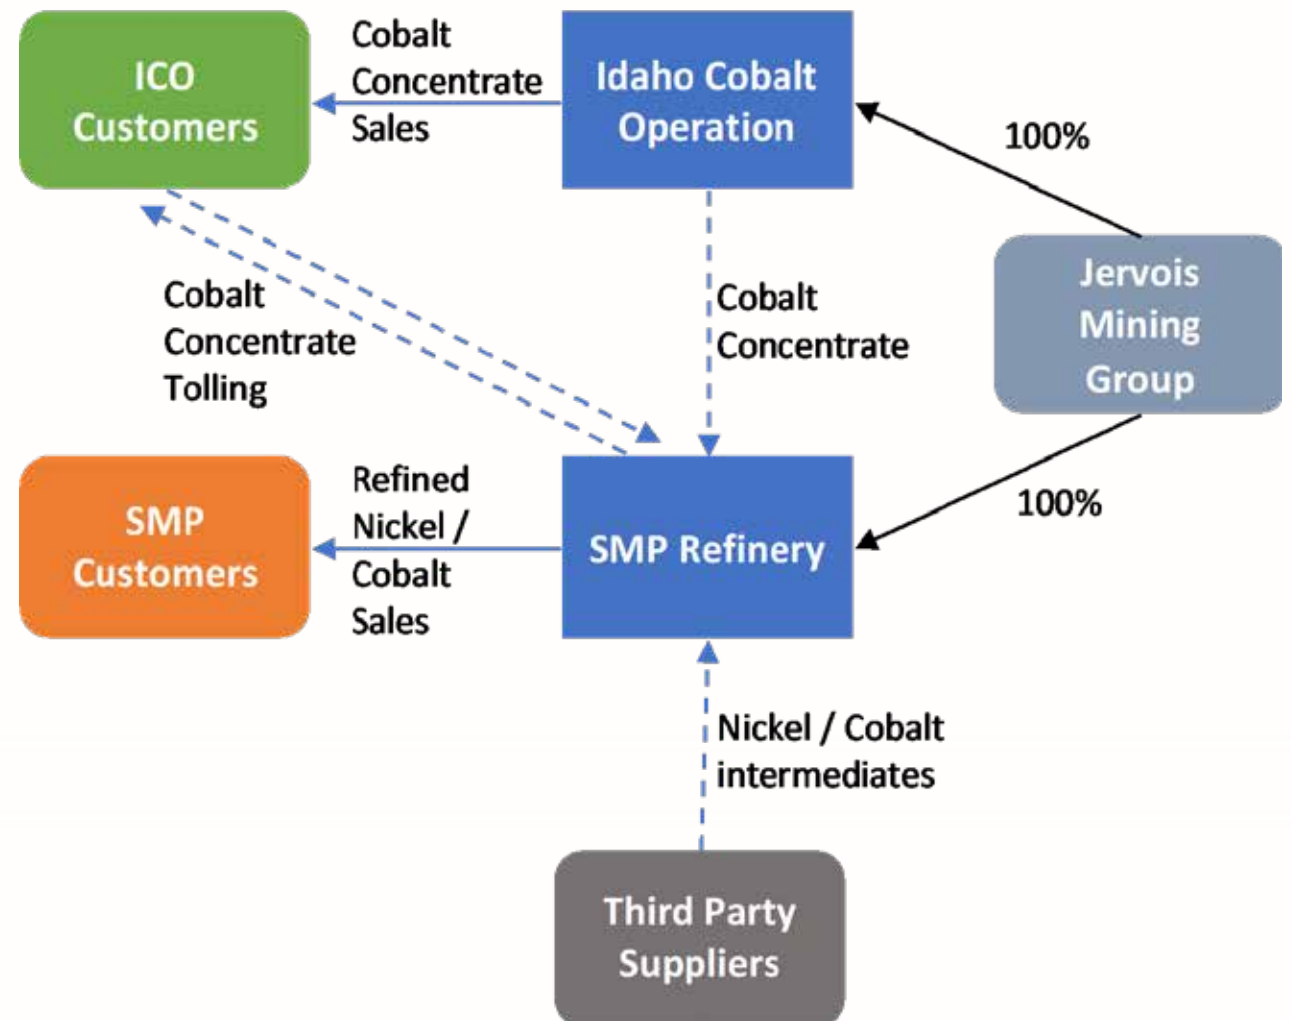 ICO
Customers
Cobalt
Concentrate
Sales
Idaho Cobalt
Operation
100%
Jervois
Mining
Group
Cobalt
Concentrate
Tolling
Cobalt
Concentrate
SMP
Customers
Refined
Nickel /
Cobalt
Sales
SMP Refinery
100%
Nickel / Cobalt
intermediates
Third Party
Suppliers